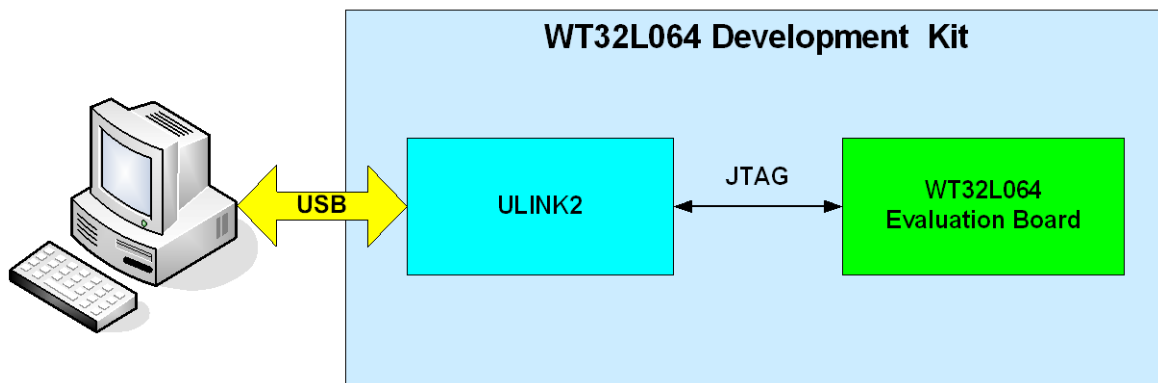 WT32L064 Development Kit
USB
ULINK2
JTAG
WT32L064
Evaluation Board